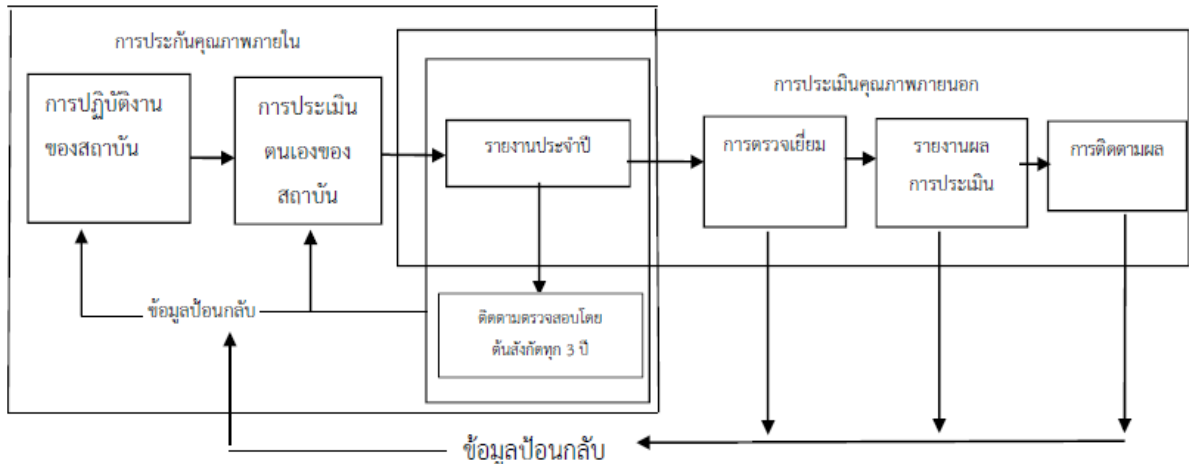 การประกันคุณภาพภายใน
การประเมินคุณภาพภายนอก
การปฏิบัติงาน
ของสถาบัน
การประเมิน
ตนเองของ
สถาบัน
รายงานประจำปี
การตรวจเยี่ยม
รายงานผล
การประเมิน
การติดตามผล
ข้อมูลป้อนกลับ
ติดตามตรวจสอบโดย
ต้นสังกัดทุก 3 ปี
ข้อมูลป้อนกลับ